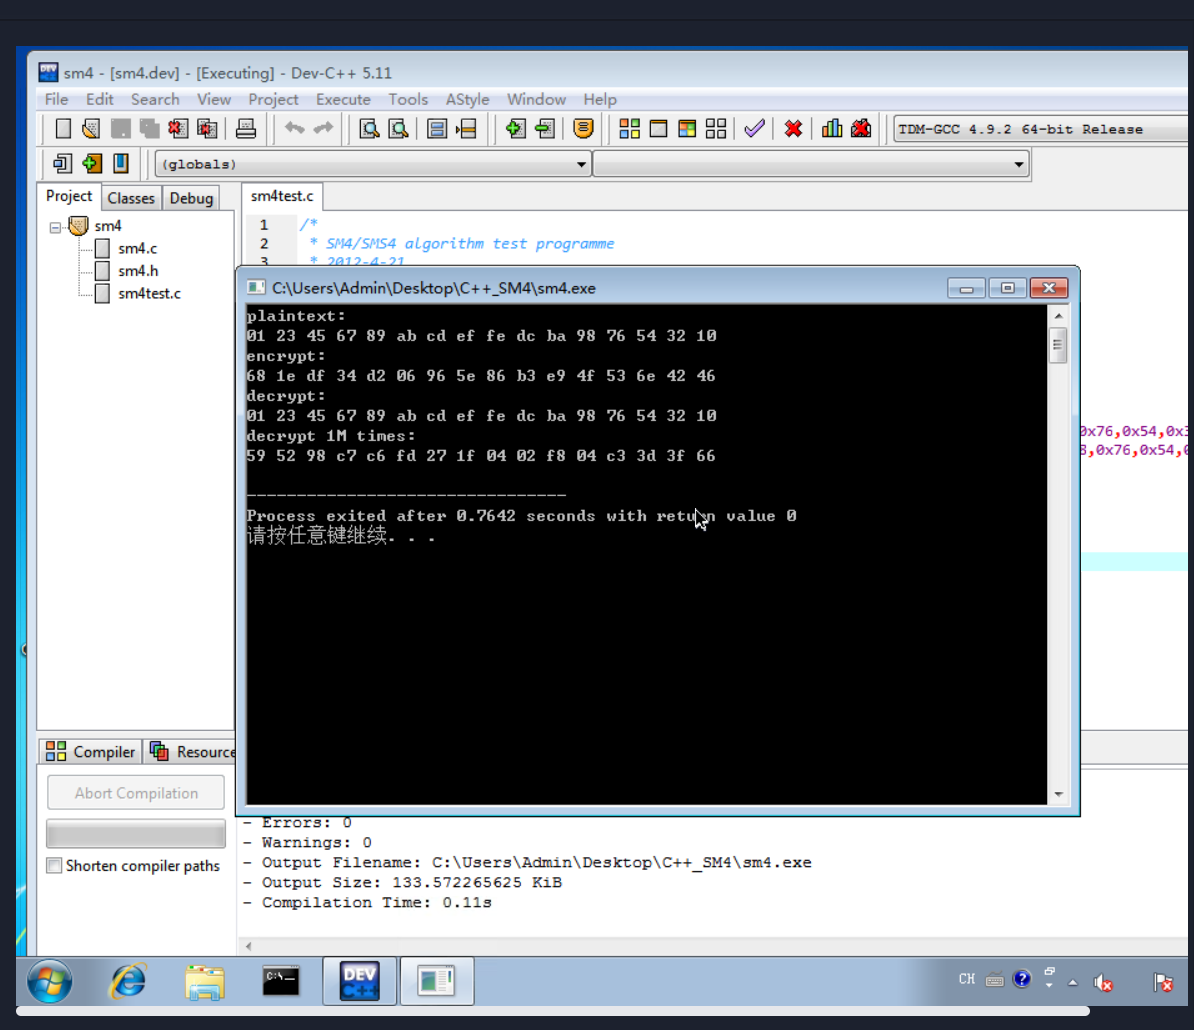 sm4 - [sm4.dev] - [Executing] - Dev-C++ 5.11
File Edit Search View Project Execute Tools AStyle Window Help
TDM-GCC 4.9.2 64-bit Release
(globals)
Project Classes Debug
sm4test.c
sm4
sm4.c
sm4.h
sm4test.c
1 /*
2 * SM4/SMS4 algorithm test programme
3 * 2012-4-21
C:\Users\Admin\Desktop\C++_SM4\sm4.exe
plaintext:
01 23 45 67 89 ab cd ef fe dc ba 98 76 54 32 10
encrypt:
68 1e df 34 d2 06 96 5e 86 b3 e9 4f 53 6e 42 46
decrypt:
01 23 45 67 89 ab cd ef fe dc ba 98 76 54 32 10
decrypt 1M times:
59 52 98 c7 c6 fd 27 1f 04 02 f8 04 c3 3d 3f 66
--------------------------------
Process exited after 0.7642 seconds with return value 0
请按任意键继续. . .
0x76,0x54,0x3
8,0x76,0x54,0
Compiler Resource
Abort Compilation
Shorten compiler paths
- Errors: 0
- Warnings: 0
- Output Filename: C:\Users\Admin\Desktop\C++_SM4\sm4.exe
- Output Size: 133.572265625 KiB
- Compilation Time: 0.11s
C:\_
DEV
C++
CH